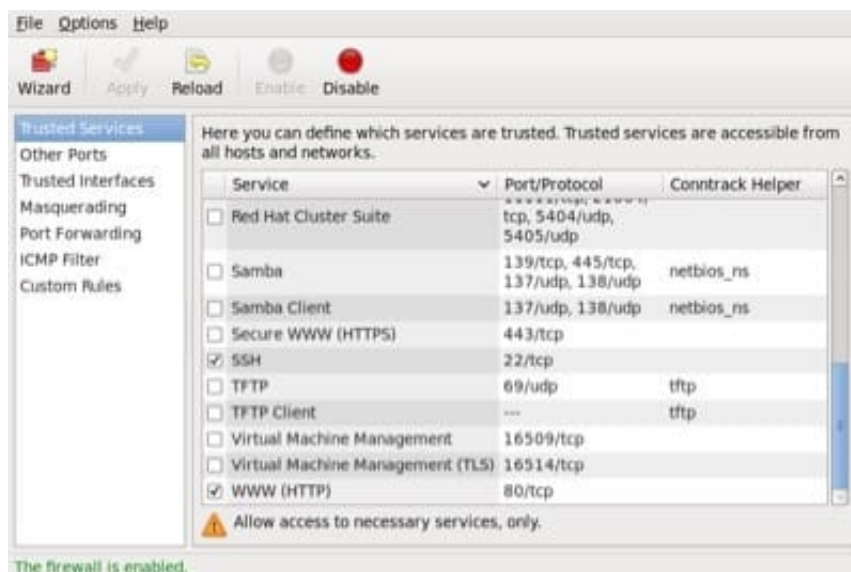 File Options Help
Wizard Apply Reload Enable Disable
Trusted Services
Other Ports
Trusted Interfaces
Masquerading
Port Forwarding
ICMP Filter
Custom Rules
Here you can define which services are trusted. Trusted services are accessible from
all hosts and networks.
Service Port/Protocol Conntrack Helper
Red Hat Cluster Suite
tcp, 5404/udp,
5405/udp
Samba 139/tcp, 445/tcp, netbios_ns
137/udp, 138/udp
Samba Client 137/udp, 138/udp netbios_ns
Secure WWW (HTTPS) 443/tcp
SSH 22/tcp
TFTP 69/udp tftp
TFTP Client --- tftp
Virtual Machine Management 16509/tcp
Virtual Machine Management (TLS) 16514/tcp
WWW (HTTP) 80/tcp
Allow access to necessary services, only.
The firewall is enabled.